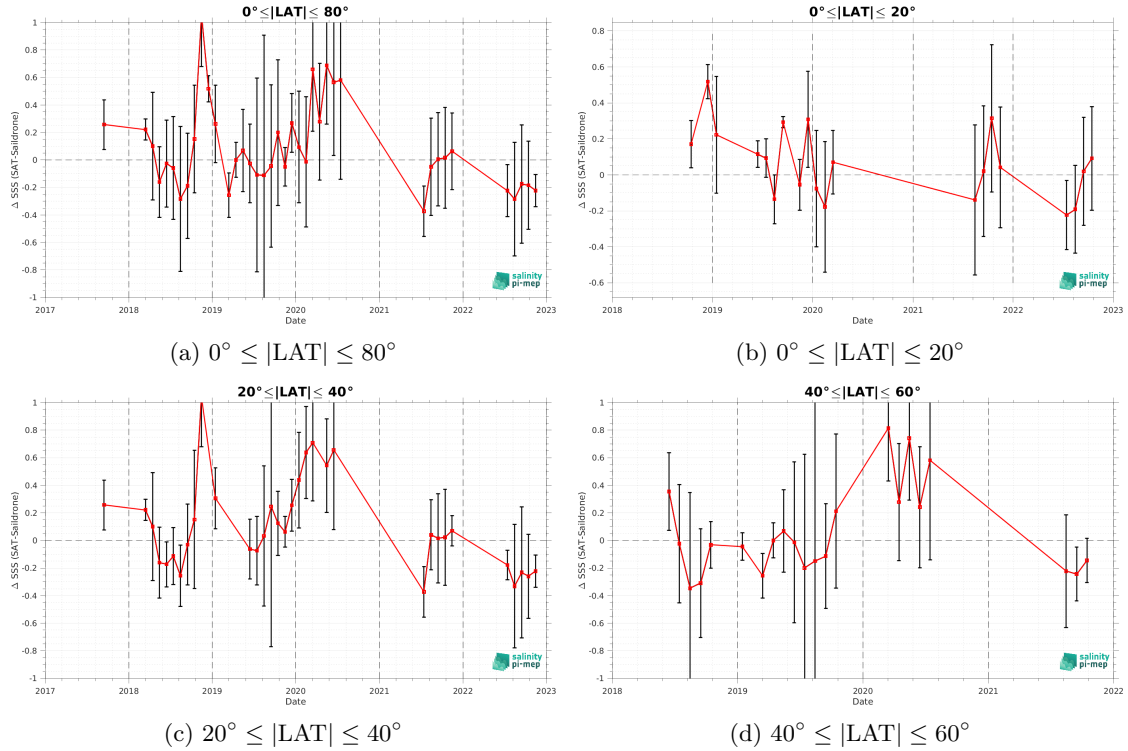 0°≤|LAT|≤ 80°
1
0.8
0.6
0.4
0.2
0
-0.2
-0.4
-0.6
-0.8
-1
Δ SSS (SAT-Saildrone)
2017 2018 2019 2020 2021 2022 2023
Date
salinity
pi-mep
(a) 0° ≤ |LAT| ≤ 80°
0°≤|LAT|≤ 20°
0.8
0.6
0.4
0.2
0
-0.2
-0.4
-0.6
Δ SSS (SAT-Saildrone)
2019 2020 2021 2022 2023
Date
salinity
pi-mep
(b) 0° ≤ |LAT| ≤ 20°
20°≤|LAT|≤ 40°
1
0.8
0.6
0.4
0.2
0
-0.2
-0.4
-0.6
-0.8
-1
Δ SSS (SAT-Saildrone)
2017 2018 2019 2020 2021 2022 2023
Date
salinity
pi-mep
(c) 20° ≤ |LAT| ≤ 40°
40°≤|LAT|≤ 60°
1
0.8
0.6
0.4
0.2
0
-0.2
-0.4
-0.6
-0.8
-1
Δ SSS (SAT-Saildrone)
2018 2019 2020 2021 2022
Date
salinity
pi-mep
(d) 40° ≤ |LAT| ≤ 60°